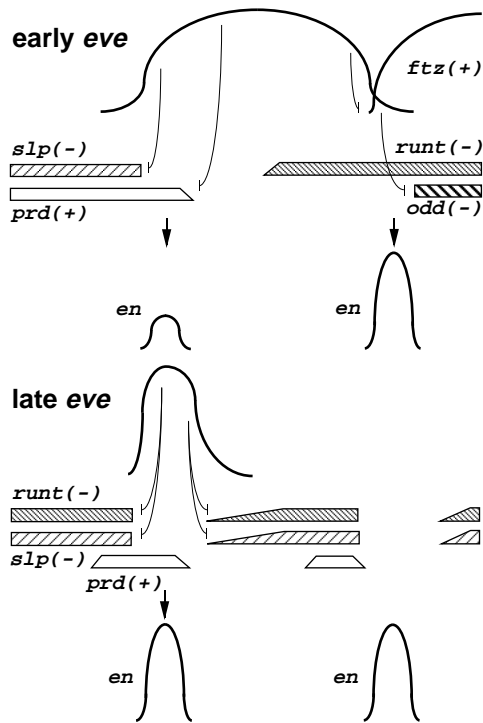 early eve
ftz(+)
slp(-)
runt(-)
prd(+)
odd(-)
en
en
late eve
runt(-)
slp(-)
prd(+)
en
en